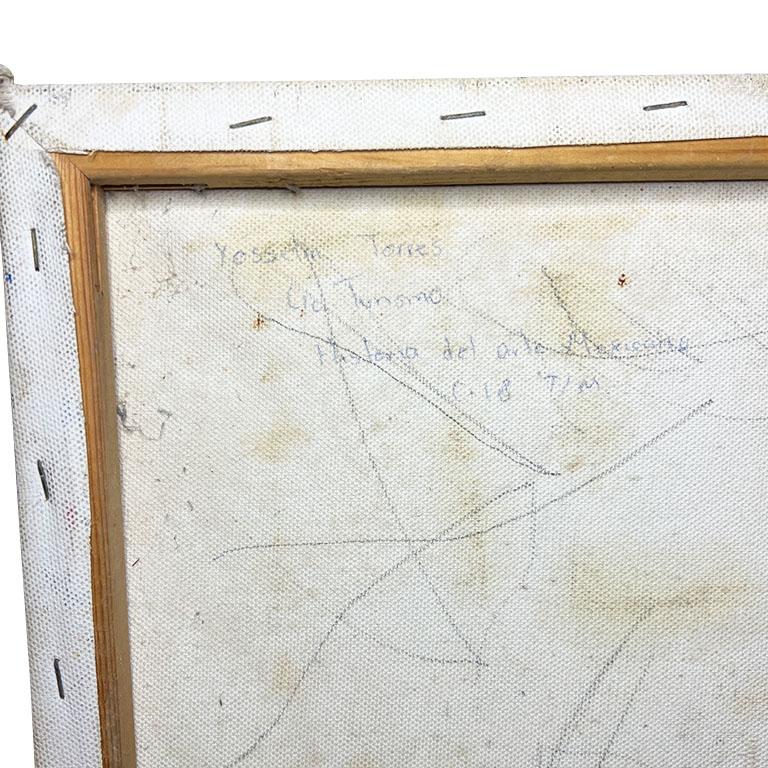 Yosselin Torres
Lic Turismo
Historia del arte Mexicano
C.18 T/M